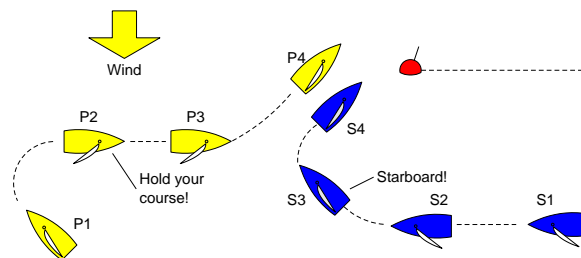 P4
Wind
P2
P3
S4
Starboard!
Hold your
course!
P1
S3
S2
S1